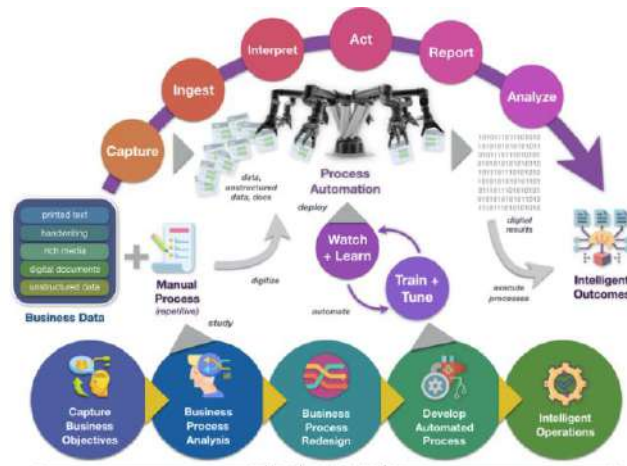 Capture
Ingest
Interpret
Act
Report
Analyze
data,
unstructured
data, docs
Process
Automation
digital
results
printed text
handwriting
rich media
digital documents
unstructured data
Business Data
Manual
Process
(repetitive)
digitize
deploy
Watch
+ Learn
Train +
Tune
automate
execute
processes
Intelligent
Outcomes
study
Capture
Business
Objectives
Business
Process
Analysis
Business
Process
Redesign
Develop
Automated
Process
Intelligent
Operations